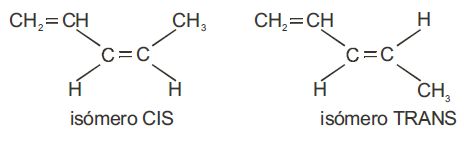 CH₂=CH CH₃ CH₂=CH H
C=C C=C
H H H CH₃
isómero CIS isómero TRANS